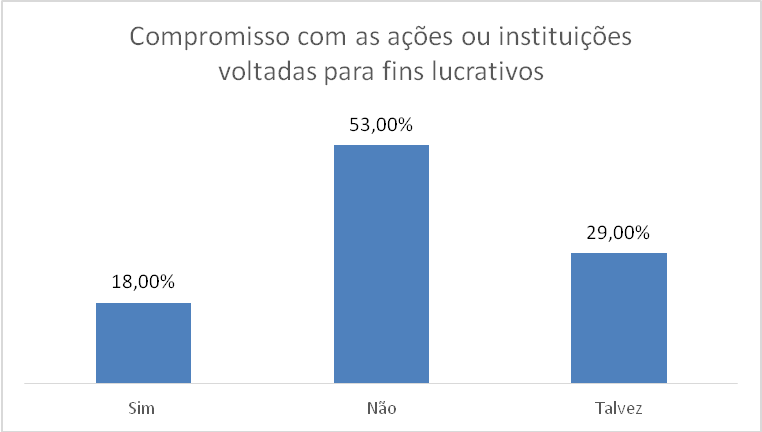 Compromisso com as ações ou instituições
voltadas para fins lucrativos
53,00%
29,00%
18,00%
Sim
Não
Talvez